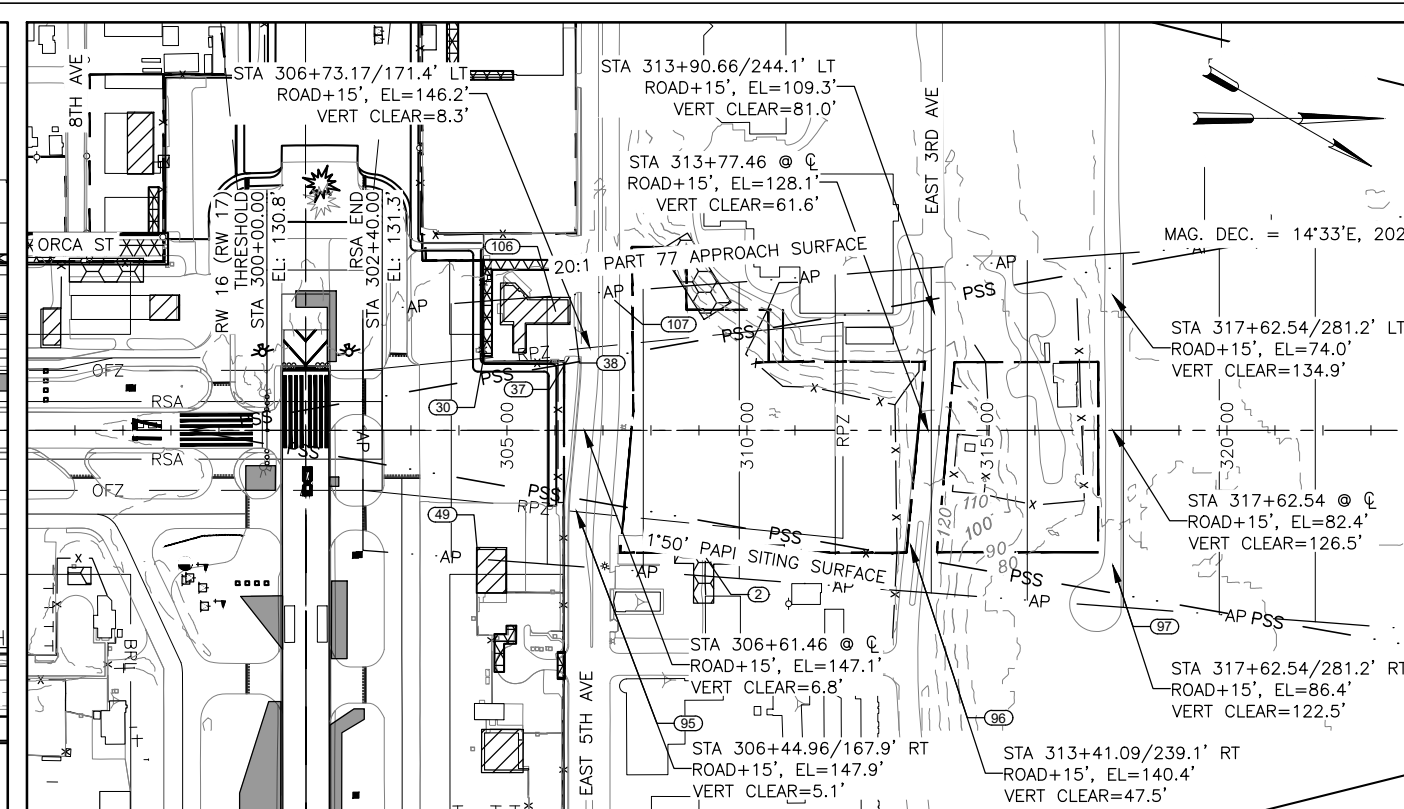 8TH AVE
STA 306+73.17/171.4' LT
ROAD+15', EL=146.2'
VERT CLEAR=8.3'
STA 313+90.66/244.1' LT
ROAD+15', EL=109.3'
VERT CLEAR=81.0'
EAST 3RD AVE
STA 313+77.46 @ ℄
ROAD+15', EL=128.1'
VERT CLEAR=61.6'
MAG. DEC. = 14°33'E, 202
ORCA ST
RW 16 (RW 17)
THRESHOLD
STA 300+00.00
EL: 130.8'
RSA END
STA 302+40.00
EL: 131.3'
106
20:1 PART 77 APPROACH SURFACE
AP
AP
AP
AP
AP
PSS
107
PSS
STA 317+62.54/281.2' LT
ROAD+15', EL=74.0'
VERT CLEAR=134.9'
RPZ
38
OFZ
PSS
37
30
RSA
PSS
305+00
310+00
RPZ
315+00
320+00
AP
RSA
PSS
OFZ
PSS
RPZ
49
PSS
110
120
100
90
80
STA 317+62.54 @ ℄
ROAD+15', EL=82.4'
VERT CLEAR=126.5'
1°50' PAPI SITING SURFACE
AP
AP
AP
PSS
AP
2
AP PSS
97
BRL
STA 306+61.46 @ ℄
ROAD+15', EL=147.1'
VERT CLEAR=6.8'
STA 317+62.54/281.2' RT
ROAD+15', EL=86.4'
VERT CLEAR=122.5'
EAST 5TH AVE
95
96
STA 306+44.96/167.9' RT
ROAD+15', EL=147.9'
VERT CLEAR=5.1'
STA 313+41.09/239.1' RT
ROAD+15', EL=140.4'
VERT CLEAR=47.5'